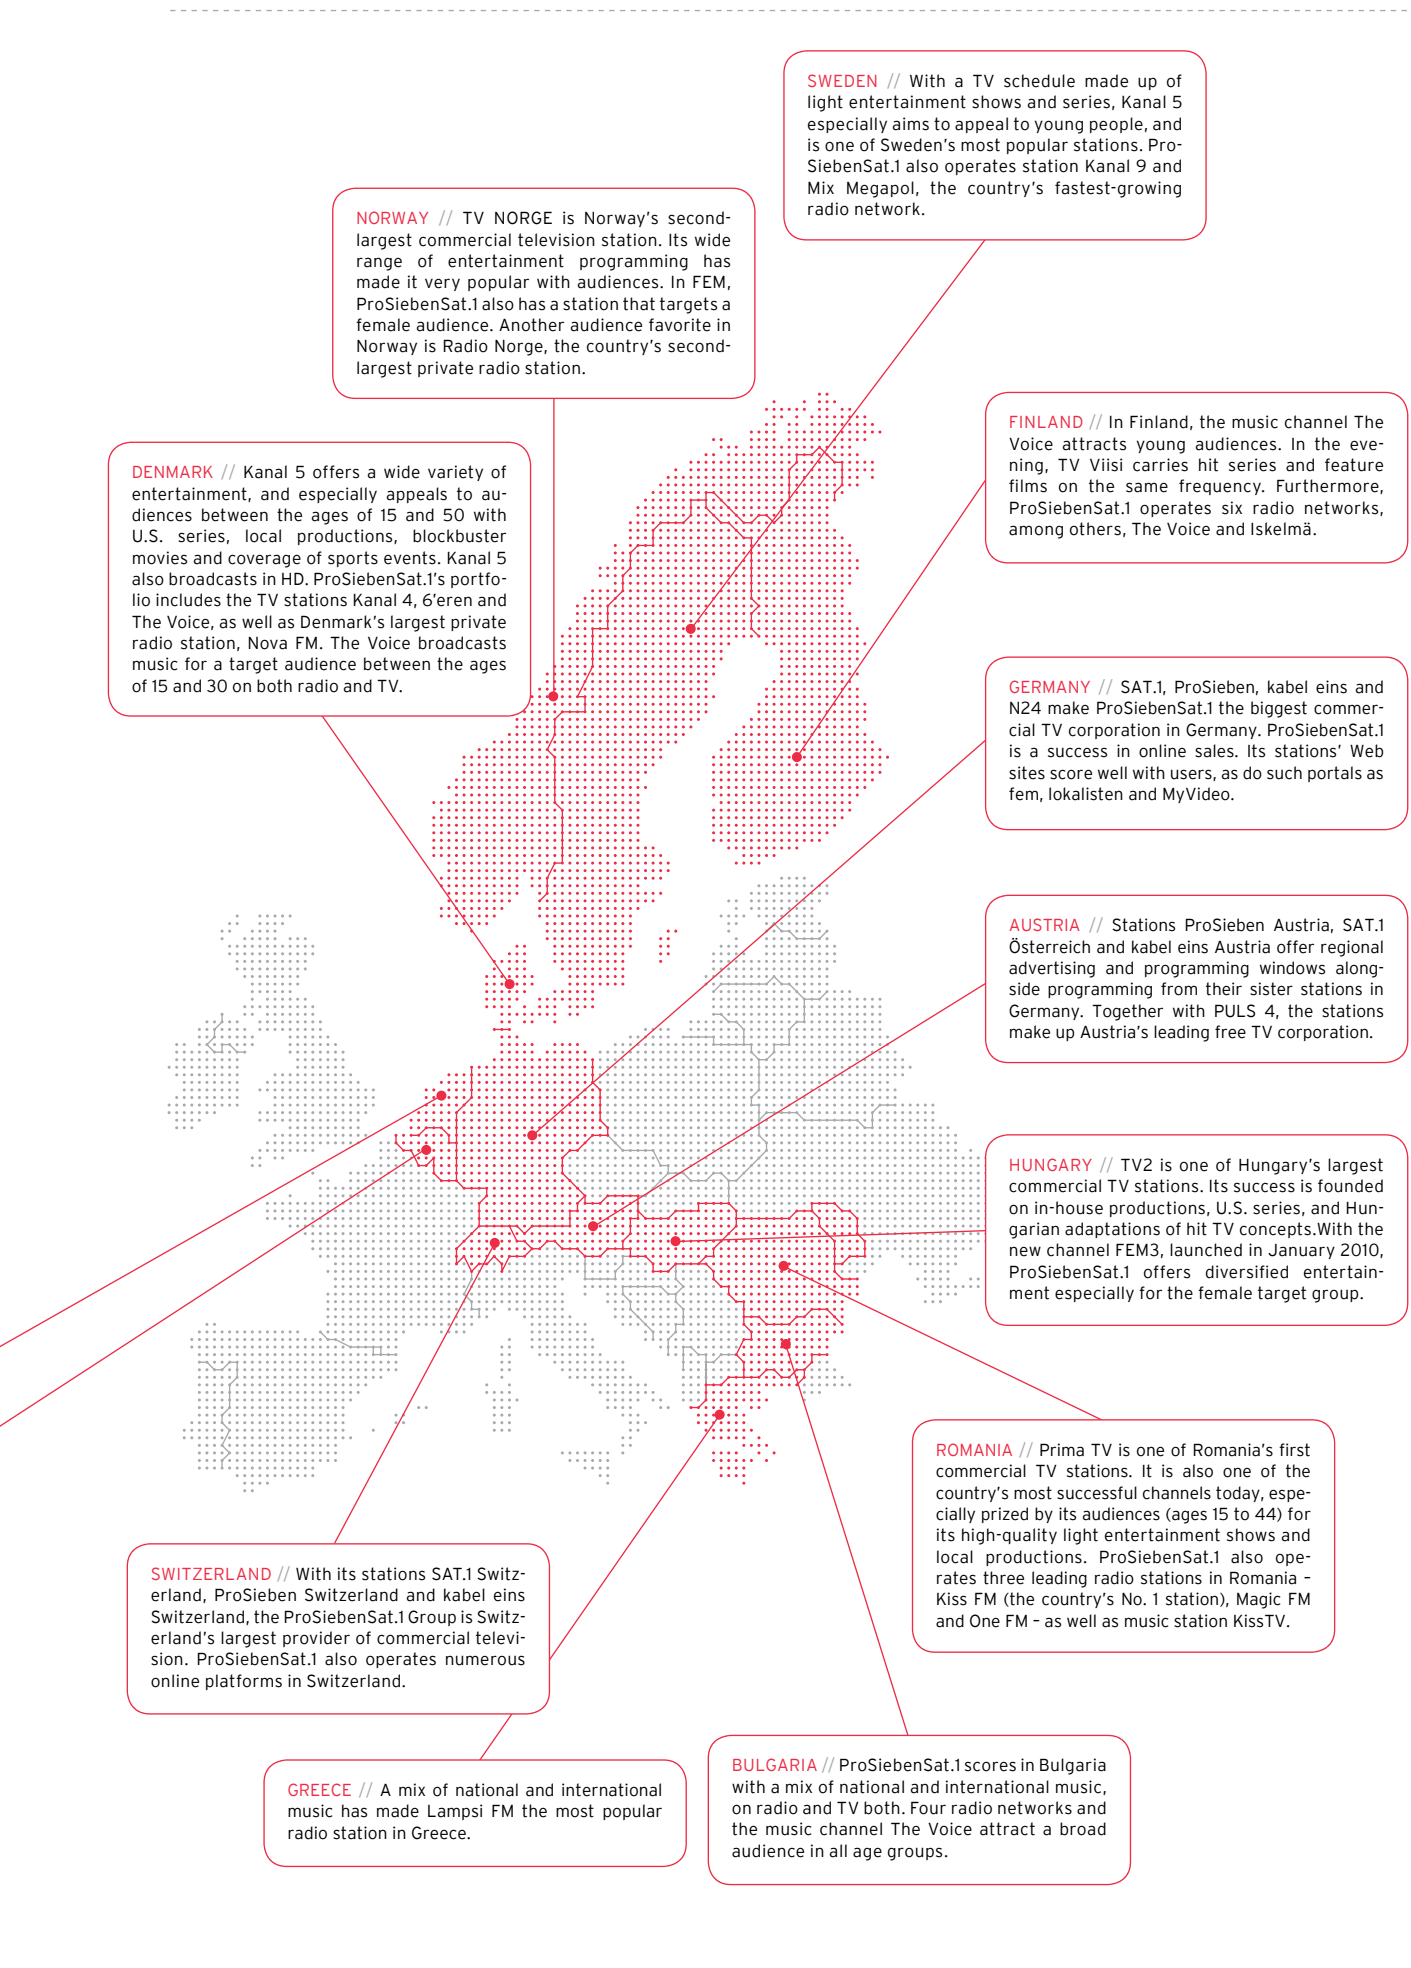 SWEDEN // With a TV schedule made up of
light entertainment shows and series, Kanal 5
especially aims to appeal to young people, and
is one of Sweden's most popular stations. Pro-
SiebenSat.1 also operates station Kanal 9 and
Mix Megapol, the country's fastest-growing
radio network.
NORWAY // TV NORGE is Norway's second-
largest commercial television station. Its wide
range of entertainment programming has
made it very popular with audiences. In FEM,
ProSiebenSat.1 also has a station that targets a
female audience. Another audience favorite in
Norway is Radio Norge, the country's second-
largest private radio station.
FINLAND // In Finland, the music channel The
Voice attracts young audiences. In the eve-
ning, TV Viisi carries hit series and feature
films on the same frequency. Furthermore,
ProSiebenSat.1 operates six radio networks,
among others, The Voice and Iskelmä.
DENMARK // Kanal 5 offers a wide variety of
entertainment, and especially appeals to au-
diences between the ages of 15 and 50 with
U.S. series, local productions, blockbuster
movies and coverage of sports events. Kanal 5
also broadcasts in HD. ProSiebenSat.1's portfo-
lio includes the TV stations Kanal 4, 6'eren and
The Voice, as well as Denmark's largest private
radio station, Nova FM. The Voice broadcasts
music for a target audience between the ages
of 15 and 30 on both radio and TV.
GERMANY // SAT.1, ProSieben, kabel eins and
N24 make ProSiebenSat.1 the biggest commer-
cial TV corporation in Germany. ProSiebenSat.1
is a success in online sales. Its stations' Web
sites score well with users, as do such portals as
fem, lokalisten and MyVideo.
AUSTRIA // Stations ProSieben Austria, SAT.1
Österreich and kabel eins Austria offer regional
advertising and programming windows along-
side programming from their sister stations in
Germany. Together with PULS 4, the stations
make up Austria's leading free TV corporation.
HUNGARY // TV2 is one of Hungary's largest
commercial TV stations. Its success is founded
on in-house productions, U.S. series, and Hun-
garian adaptations of hit TV concepts.With the
new channel FEM3, launched in January 2010,
ProSiebenSat.1 offers diversified entertain-
ment especially for the female target group.
ROMANIA // Prima TV is one of Romania's first
commercial TV stations. It is also one of the
country's most successful channels today, espe-
cially prized by its audiences (ages 15 to 44) for
its high-quality light entertainment shows and
local productions. ProSiebenSat.1 also ope-
rates three leading radio stations in Romania –
Kiss FM (the country's No. 1 station), Magic FM
and One FM – as well as music station KissTV.
SWITZERLAND // With its stations SAT.1 Switz-
erland, ProSieben Switzerland and kabel eins
Switzerland, the ProSiebenSat.1 Group is Switz-
erland's largest provider of commercial televi-
sion. ProSiebenSat.1 also operates numerous
online platforms in Switzerland.
GREECE // A mix of national and international
music has made Lampsi FM the most popular
radio station in Greece.
BULGARIA // ProSiebenSat.1 scores in Bulgaria
with a mix of national and international music,
on radio and TV both. Four radio networks and
the music channel The Voice attract a broad
audience in all age groups.